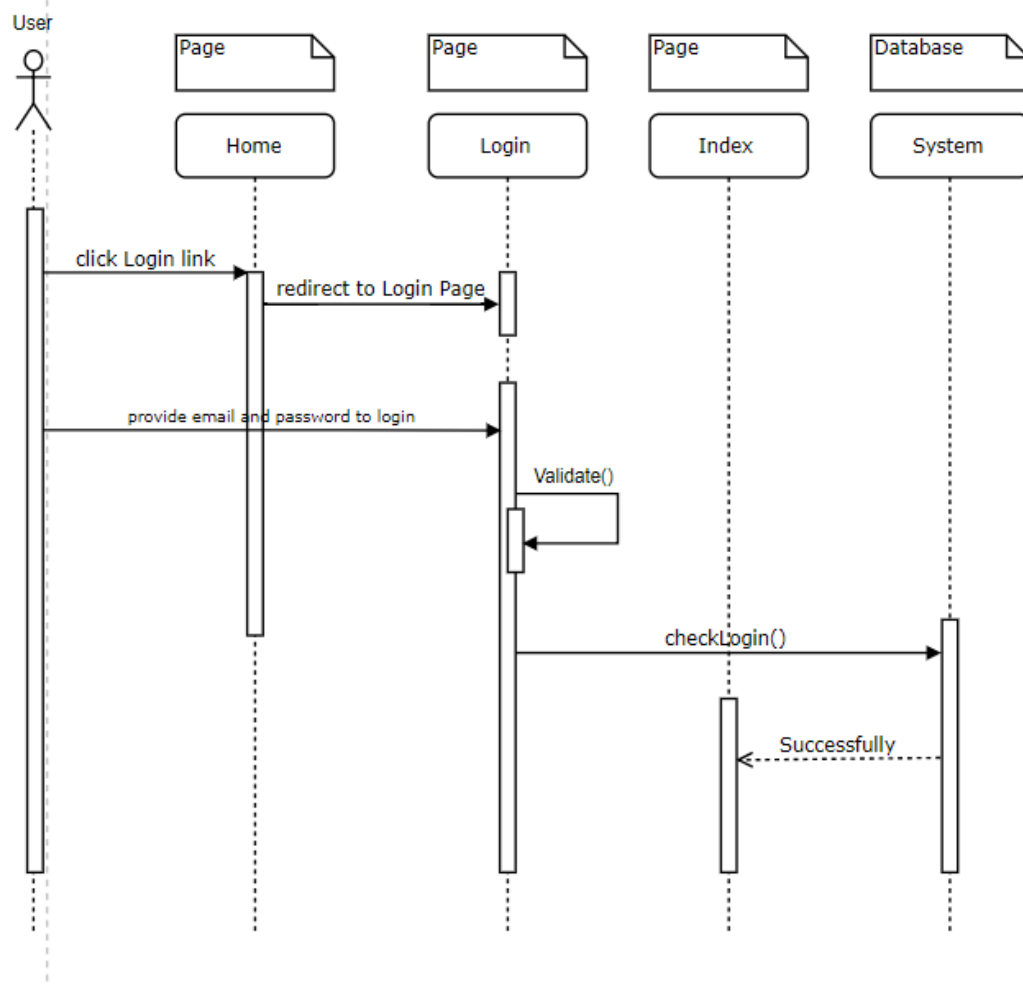 User
Page
Page
Page
Database
Home
Login
Index
System
click Login link
redirect to Login Page
provide email and password to login
Validate()
checkLogin()
Successfully